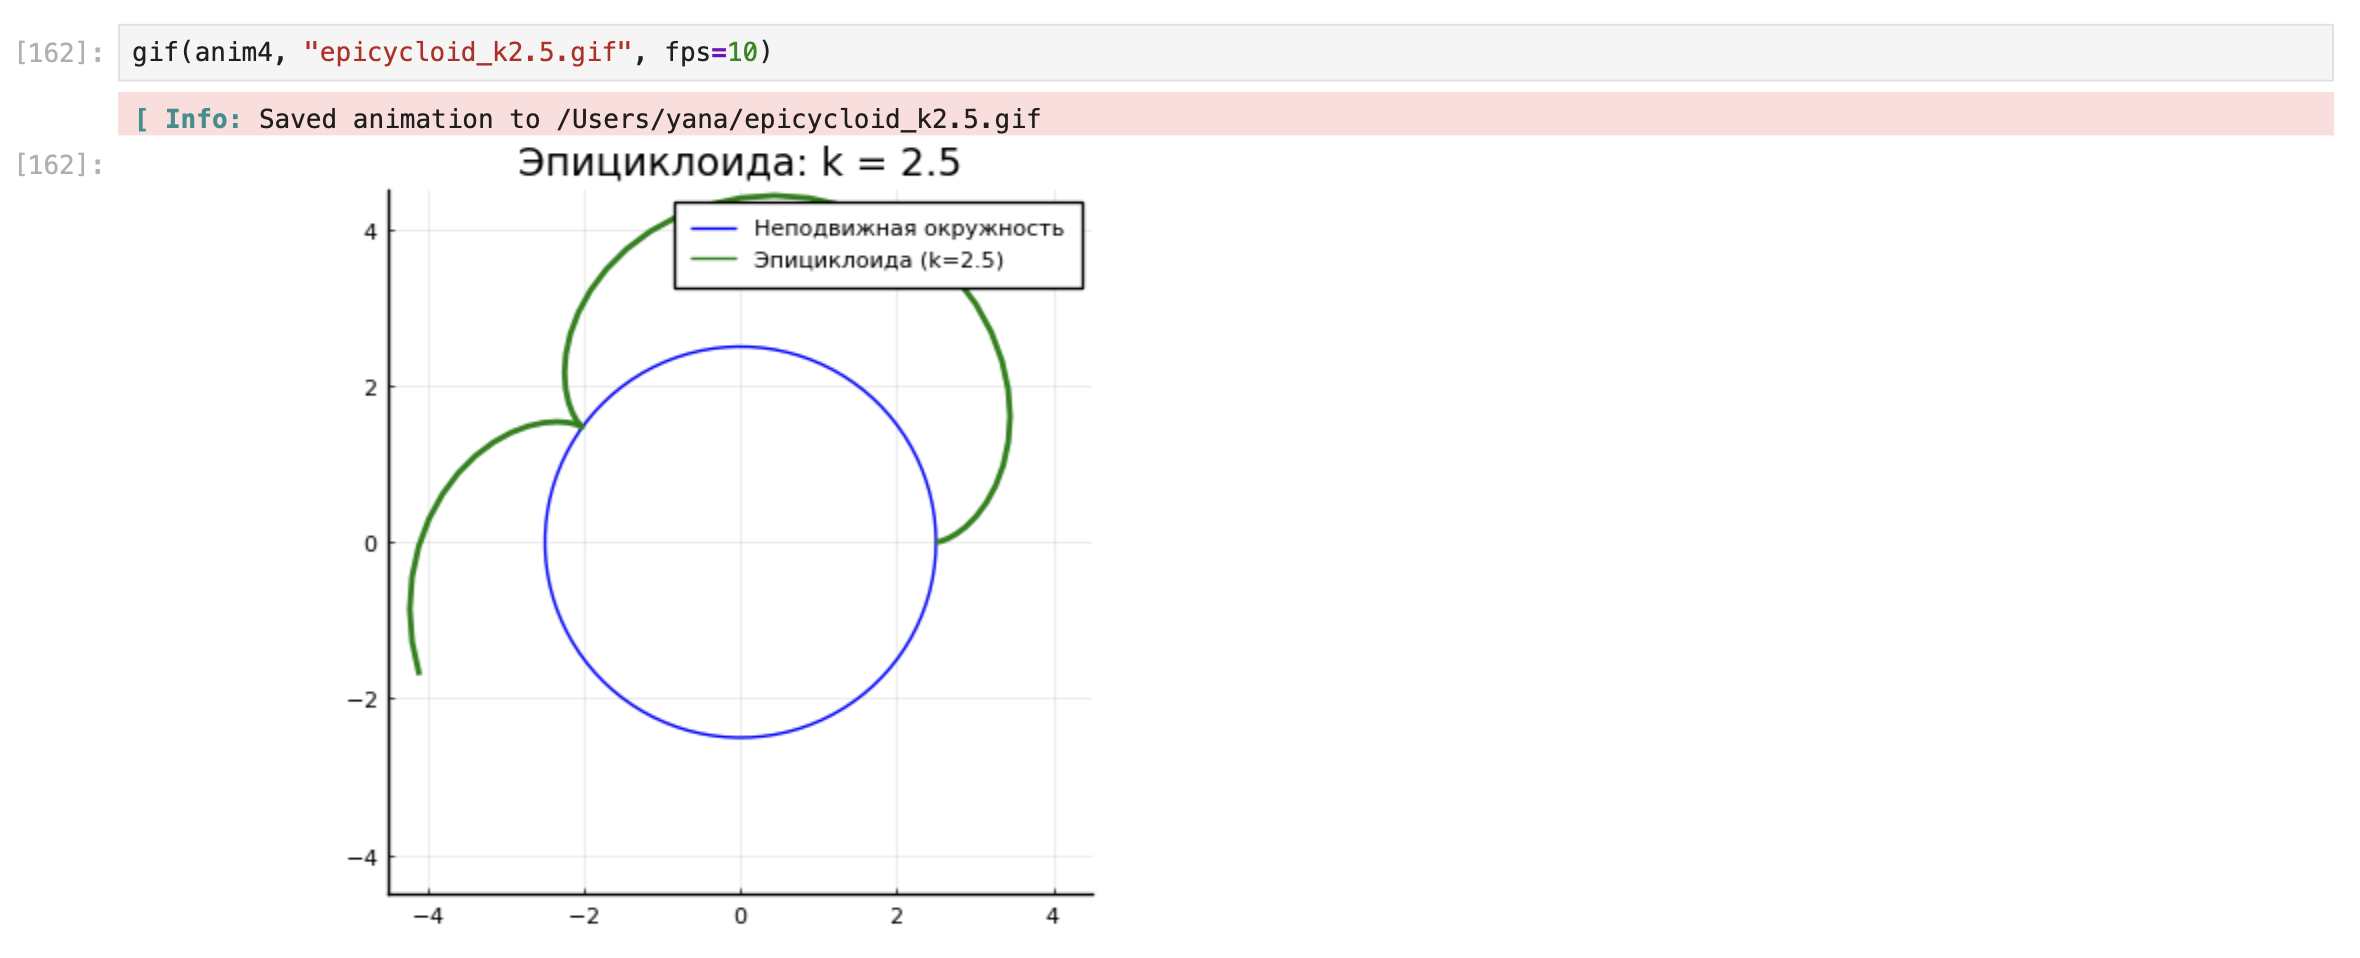 [162]: gif(anim4, "epicycloid_k2.5.gif", fps=10)
[ Info: Saved animation to /Users/yana/epicycloid_k2.5.gif
[162]:
Эпициклоида: k = 2.5
Неподвижная окружность
Эпициклоида (k=2.5)
4
2
0
−2
−4
−4 −2 0 2 4